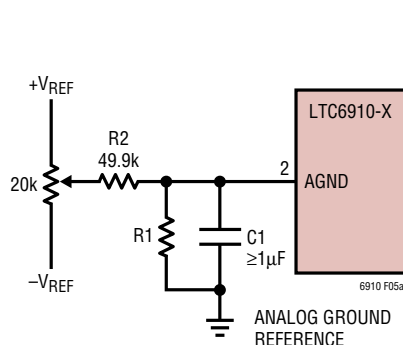 +VREF
LTC6910-X
R2
49.9k
20k
2
AGND
R1
C1
≥1µF
–VREF
6910 F05a
ANALOG GROUND
REFERENCE